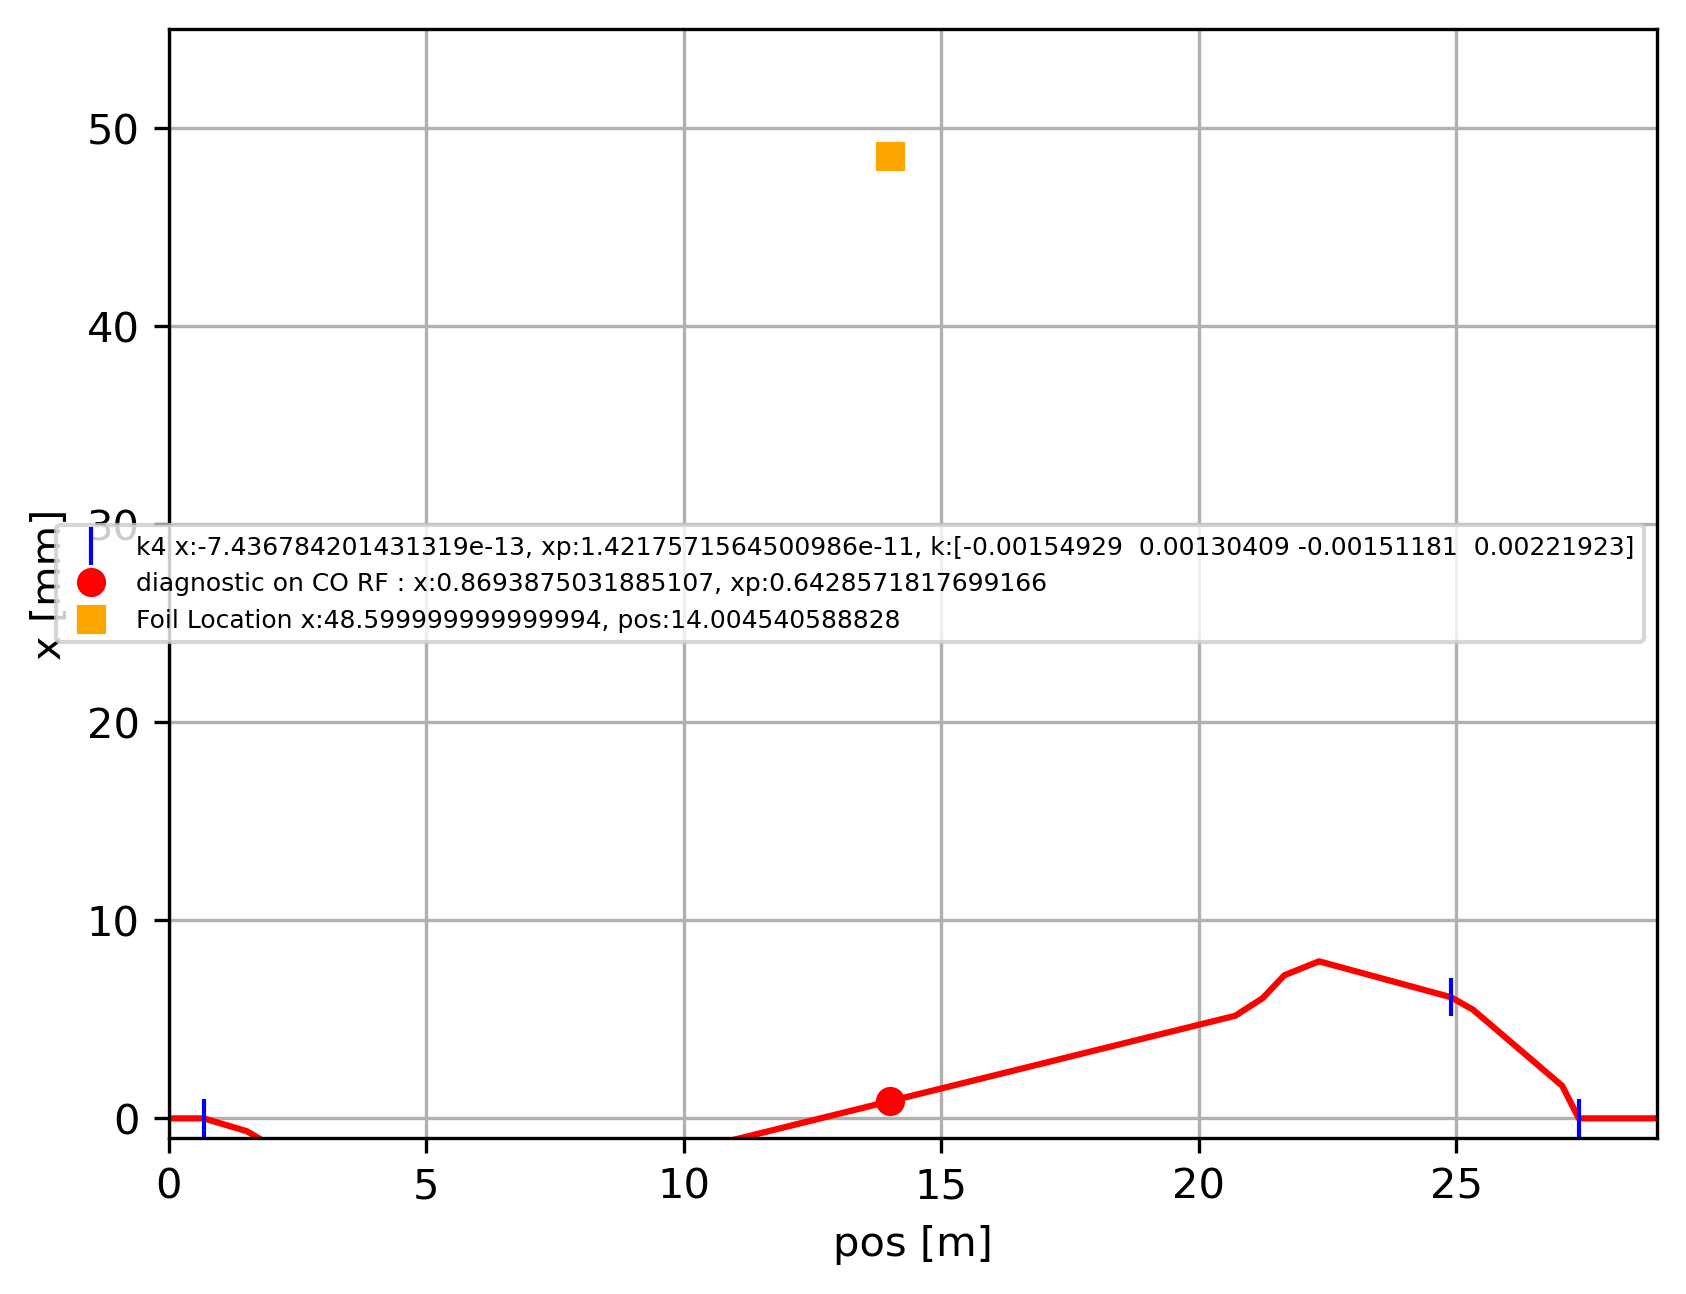 50
40
30
x [mm]
k4 x:-7.436784201431319e-13, xp:1.4217571564500986e-11, k:[-0.00154929  0.00130409 -0.00151181  0.00221923]
diagnostic on CO RF : x:0.8693875031885107, xp:0.6428571817699166
Foil Location x:48.599999999999994, pos:14.004540588828
20
10
0
0 5 10 15 20 25
pos [m]